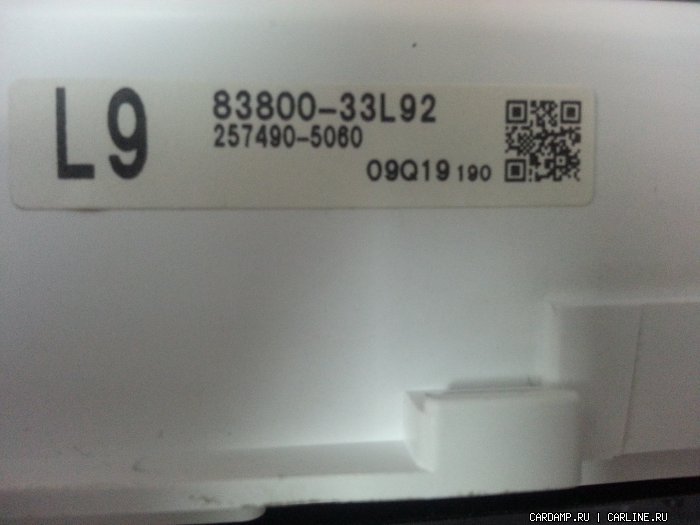 L9
83800-33L92
257490-5060
09Q19 190
CARDAMP.RU | CARLINE.RU